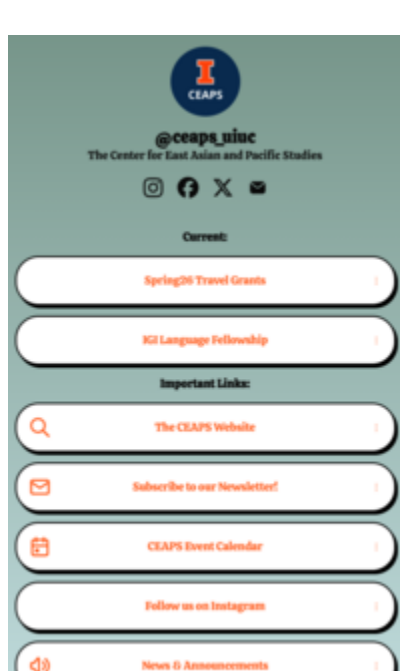 I
CEAPS
@ceaps_uiuc
The Center for East Asian and Pacific Studies
Current:
Spring26 Travel Grants
IGI Language Fellowship
Important Links:
The CEAPS Website
Subscribe to our Newsletter!
CEAPS Event Calendar
Follow us on Instagram
News & Announcements